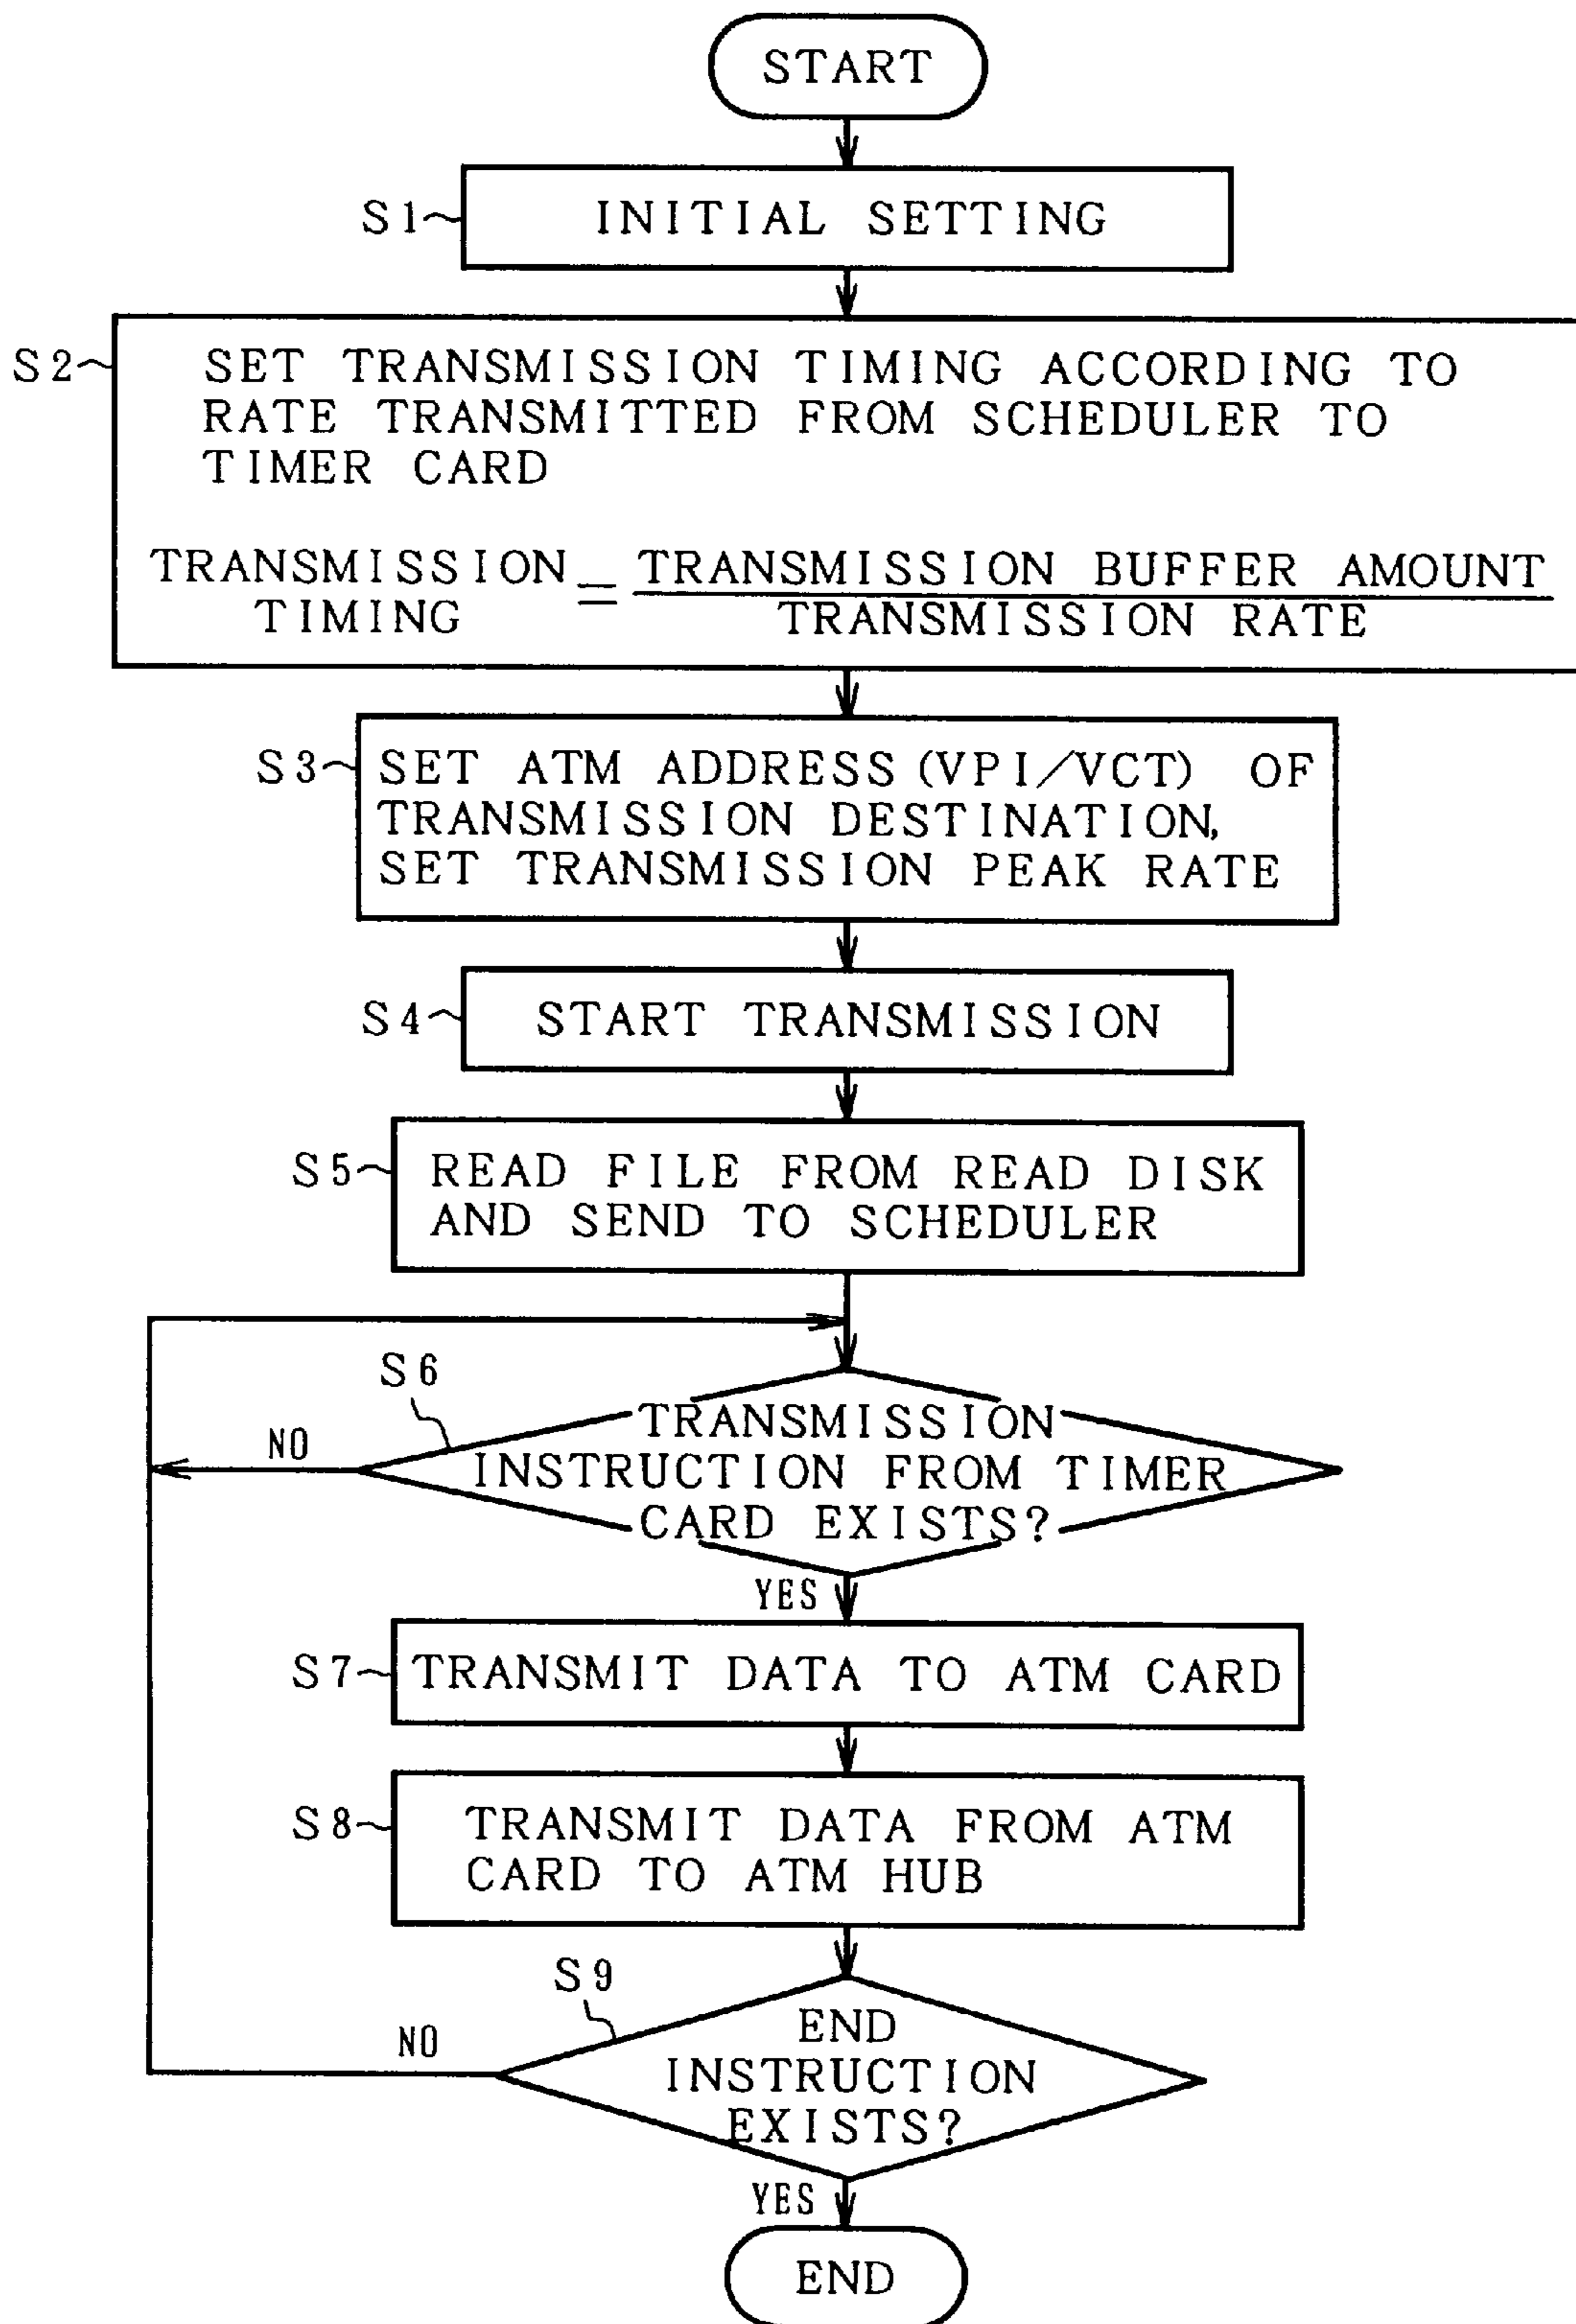 START
S1
INITIAL SETTING
S2
SET TRANSMISSION TIMING ACCORDING TO
RATE TRANSMITTED FROM SCHEDULER TO
TIMER CARD
TRANSMISSION
TIMING
=
TRANSMISSION BUFFER AMOUNT
TRANSMISSION RATE
S3
SET ATM ADDRESS (VPI/VCT) OF
TRANSMISSION DESTINATION,
SET TRANSMISSION PEAK RATE
S4
START TRANSMISSION
S5
READ FILE FROM READ DISK
AND SEND TO SCHEDULER
S6
NO
TRANSMISSION
INSTRUCTION FROM TIMER
CARD EXISTS?
YES
S7
TRANSMIT DATA TO ATM CARD
S8
TRANSMIT DATA FROM ATM
CARD TO ATM HUB
S9
NO
END
INSTRUCTION
EXISTS?
YES
END